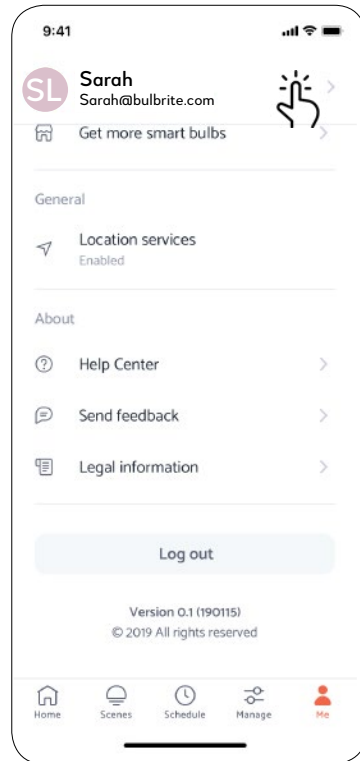 9:41
SL
Sarah
Sarah@bulbrite.com
Get more smart bulbs
General
Location services
Enabled
About
Help Center
Send feedback
Legal information
Log out
Version 0.1 (190115)
© 2019 All rights reserved
Home Scenes Schedule Manage Me